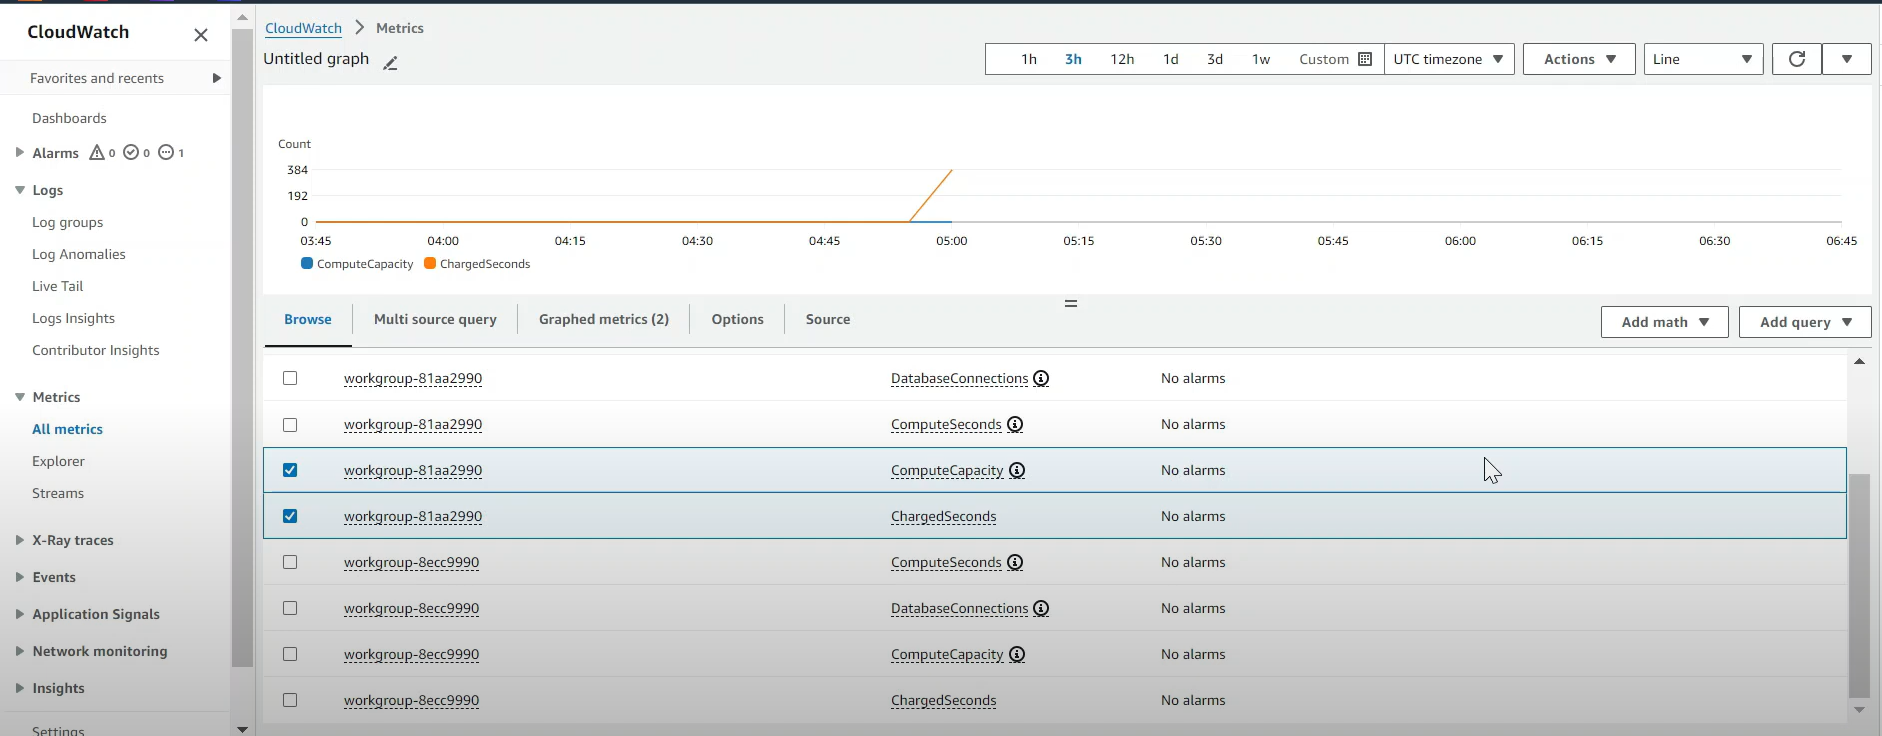 CloudWatch
Favorites and recents
Dashboards
Alarms 0 0 1
Logs
Log groups
Log Anomalies
Live Tail
Logs Insights
Contributor Insights
Metrics
All metrics
Explorer
Streams
X-Ray traces
Events
Application Signals
Network monitoring
Insights
Settings
CloudWatch > Metrics
Untitled graph
1h 3h 12h 1d 3d 1w Custom UTC timezone Actions Line
Count
384
192
0
03:45 04:00 04:15 04:30 04:45 05:00 05:15 05:30 05:45 06:00 06:15 06:30 06:45
ComputeCapacity ChargedSeconds
Browse Multi source query Graphed metrics (2) Options Source Add math Add query
workgroup-81aa2990 DatabaseConnections No alarms
workgroup-81aa2990 ComputeSeconds No alarms
workgroup-81aa2990 ComputeCapacity No alarms
workgroup-81aa2990 ChargedSeconds No alarms
workgroup-8ecc9990 ComputeSeconds No alarms
workgroup-8ecc9990 DatabaseConnections No alarms
workgroup-8ecc9990 ComputeCapacity No alarms
workgroup-8ecc9990 ChargedSeconds No alarms